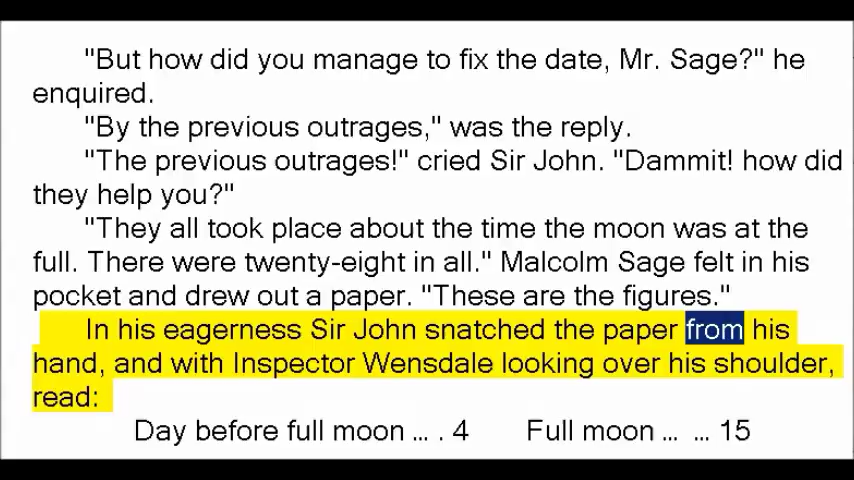 "But how did you manage to fix the date, Mr. Sage?" he
enquired.
"By the previous outrages," was the reply.
"The previous outrages!" cried Sir John. "Dammit! how did
they help you?"
"They all took place about the time the moon was at the
full. There were twenty-eight in all." Malcolm Sage felt in his
pocket and drew out a paper. "These are the figures."
In his eagerness Sir John snatched the paper from his
hand, and with Inspector Wensdale looking over his shoulder,
read:
Day before full moon ... . 4 Full moon ... ... 15